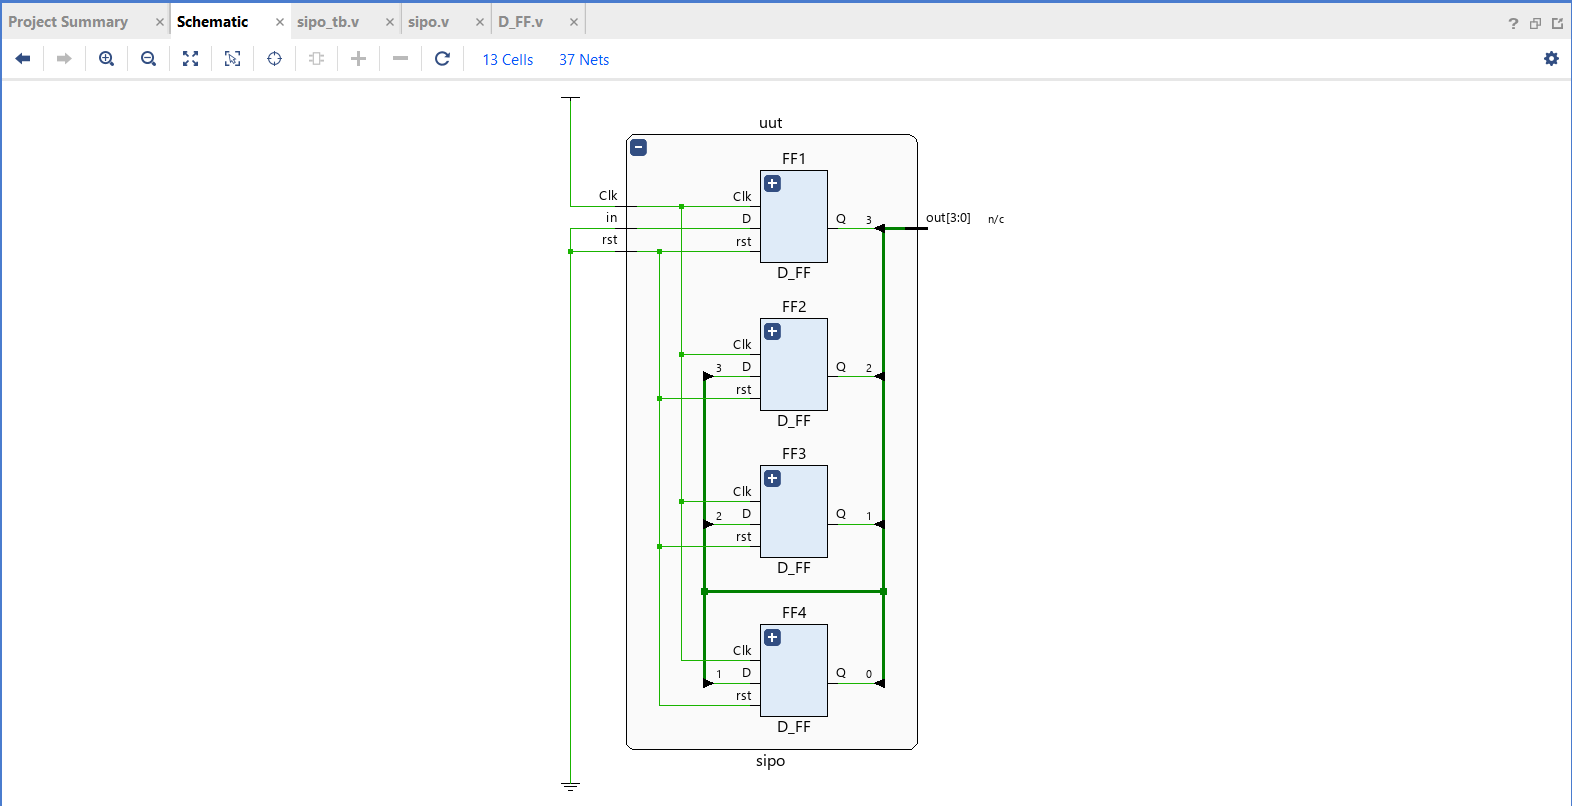 Project Summary
Schematic
sipo_tb.v
sipo.v
D_FF.v
13 Cells
37 Nets
uut
FF1
Clk
Clk
in
D
Q
3
out[3:0]
n/c
rst
rst
D_FF
FF2
Clk
3
D
Q
2
rst
D_FF
FF3
Clk
2
D
Q
1
rst
D_FF
FF4
Clk
1
D
Q
0
rst
D_FF
sipo